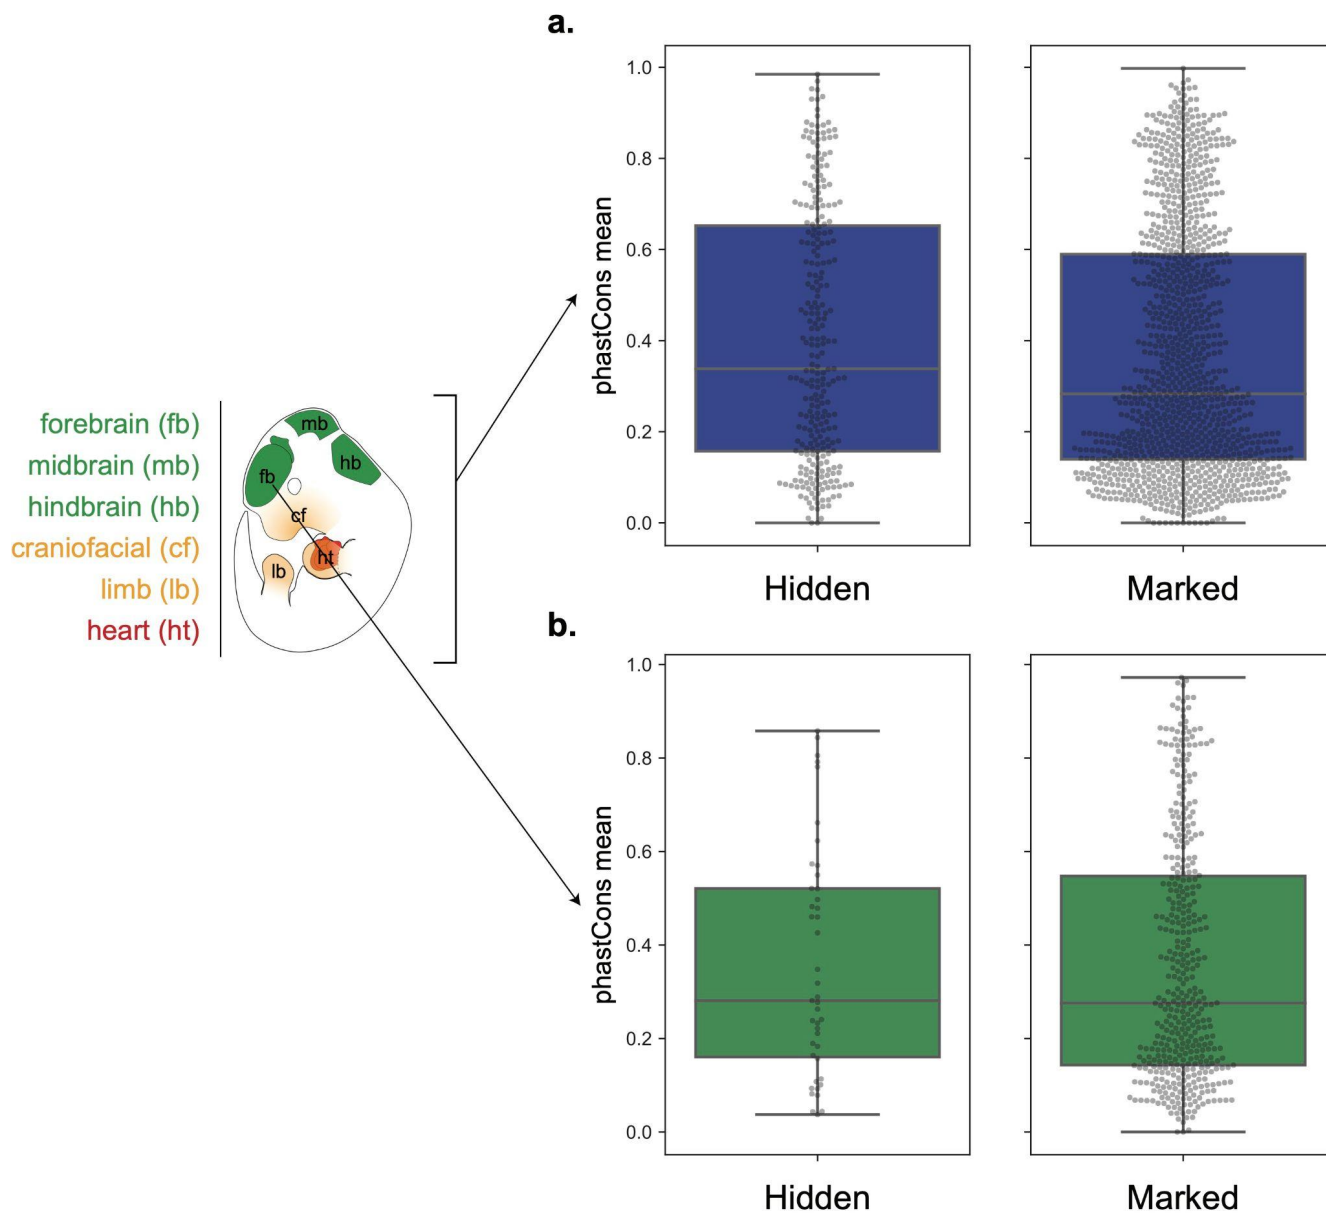 a.
1.0
0.8
0.6
0.4
0.2
0.0
phastCons mean
Hidden
Marked
forebrain (fb)
midbrain (mb)
hindbrain (hb)
craniofacial (cf)
limb (lb)
heart (ht)
mb
hb
fb
cf
ht
lb
b.
1.0
0.8
0.6
0.4
0.2
0.0
phastCons mean
Hidden
Marked